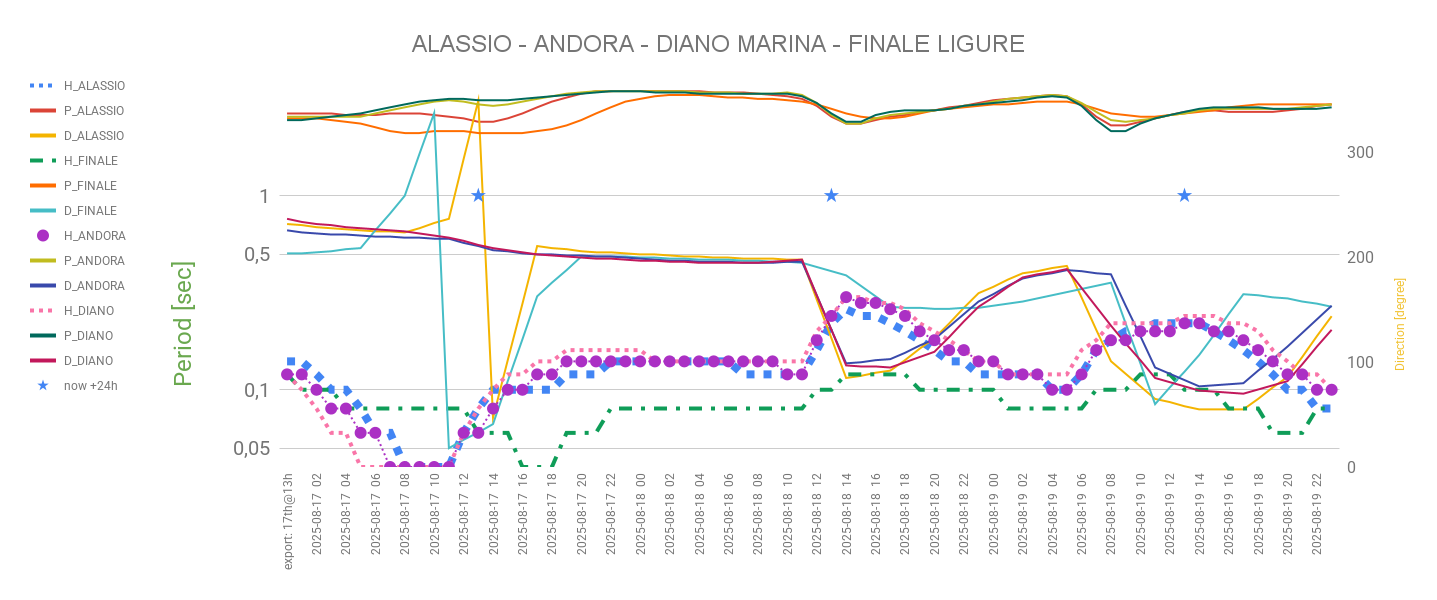 ALASSIO - ANDORA - DIANO MARINA - FINALE LIGURE
H_ALASSIO
P_ALASSIO
D_ALASSIO
H_FINALE
P_FINALE
D_FINALE
H_ANDORA
P_ANDORA
D_ANDORA
H_DIANO
P_DIANO
D_DIANO
now +24h
Period [sec]
1
0,5
0,1
0,05
300
200
100
0
Direction [degree]
export: 17th@13h
2025-08-17 02
2025-08-17 04
2025-08-17 06
2025-08-17 08
2025-08-17 10
2025-08-17 12
2025-08-17 14
2025-08-17 16
2025-08-17 18
2025-08-17 20
2025-08-17 22
2025-08-18 00
2025-08-18 02
2025-08-18 04
2025-08-18 06
2025-08-18 08
2025-08-18 10
2025-08-18 12
2025-08-18 14
2025-08-18 16
2025-08-18 18
2025-08-18 20
2025-08-18 22
2025-08-19 00
2025-08-19 02
2025-08-19 04
2025-08-19 06
2025-08-19 08
2025-08-19 10
2025-08-19 12
2025-08-19 14
2025-08-19 16
2025-08-19 18
2025-08-19 20
2025-08-19 22